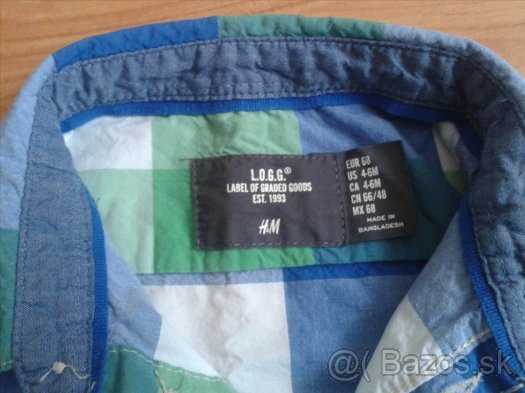 L.O.G.G.®
LABEL OF GRADED GOODS
EST. 1993
H&M
EUR 68
US 4-6M
CA 4-6M
CN 66/48
MX 68
MADE IN
BANGLADESH
@( Bazos.sk